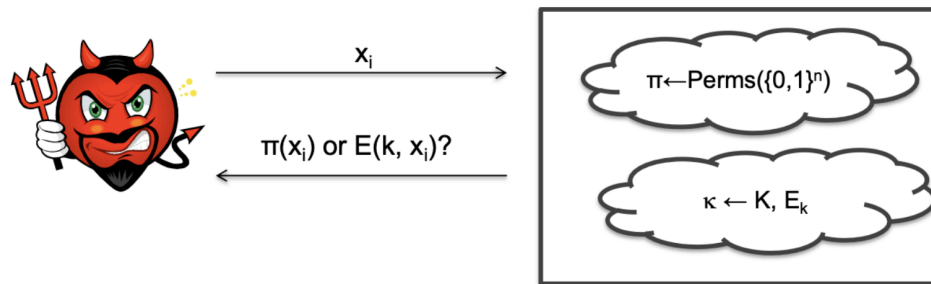 xᵢ
π←Perms({0,1}ⁿ)
π(xᵢ) or E(k, xᵢ)?
κ ← K, Eₖ